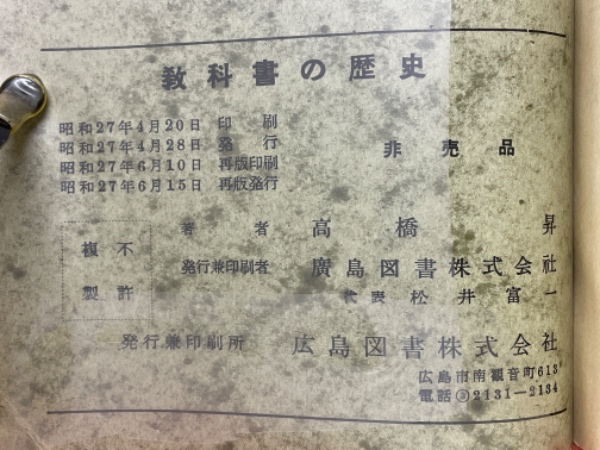 教科書の歴史
昭和27年4月20日 印刷
昭和27年4月28日 発行
昭和27年6月10日 再版印刷
昭和27年6月15日 再版発行
非売品
不許複製
著者 高橋昇
発行兼印刷者 廣島図書株式会社
代表 松井富一
発行兼印刷所 広島図書株式会社
広島市南観音町613
電話③2131—2134